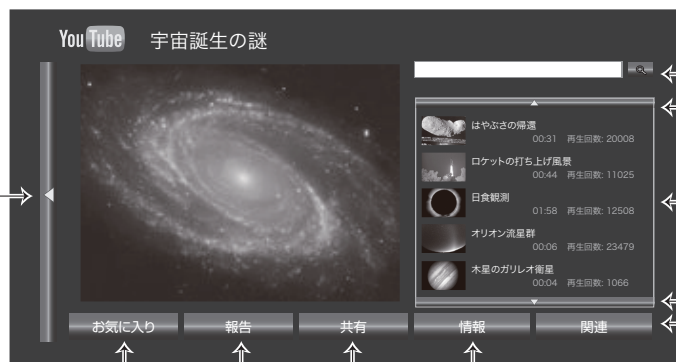 YouTube 宇宙誕生の謎
はやぶさの帰還
00:31 再生回数: 20008
ロケットの打ち上げ風景
00:44 再生回数: 11025
日食観測
01:58 再生回数: 12508
オリオン流星群
00:06 再生回数: 23479
木星のガリレオ衛星
00:04 再生回数: 1066
お気に入り 報告 共有 情報 関連